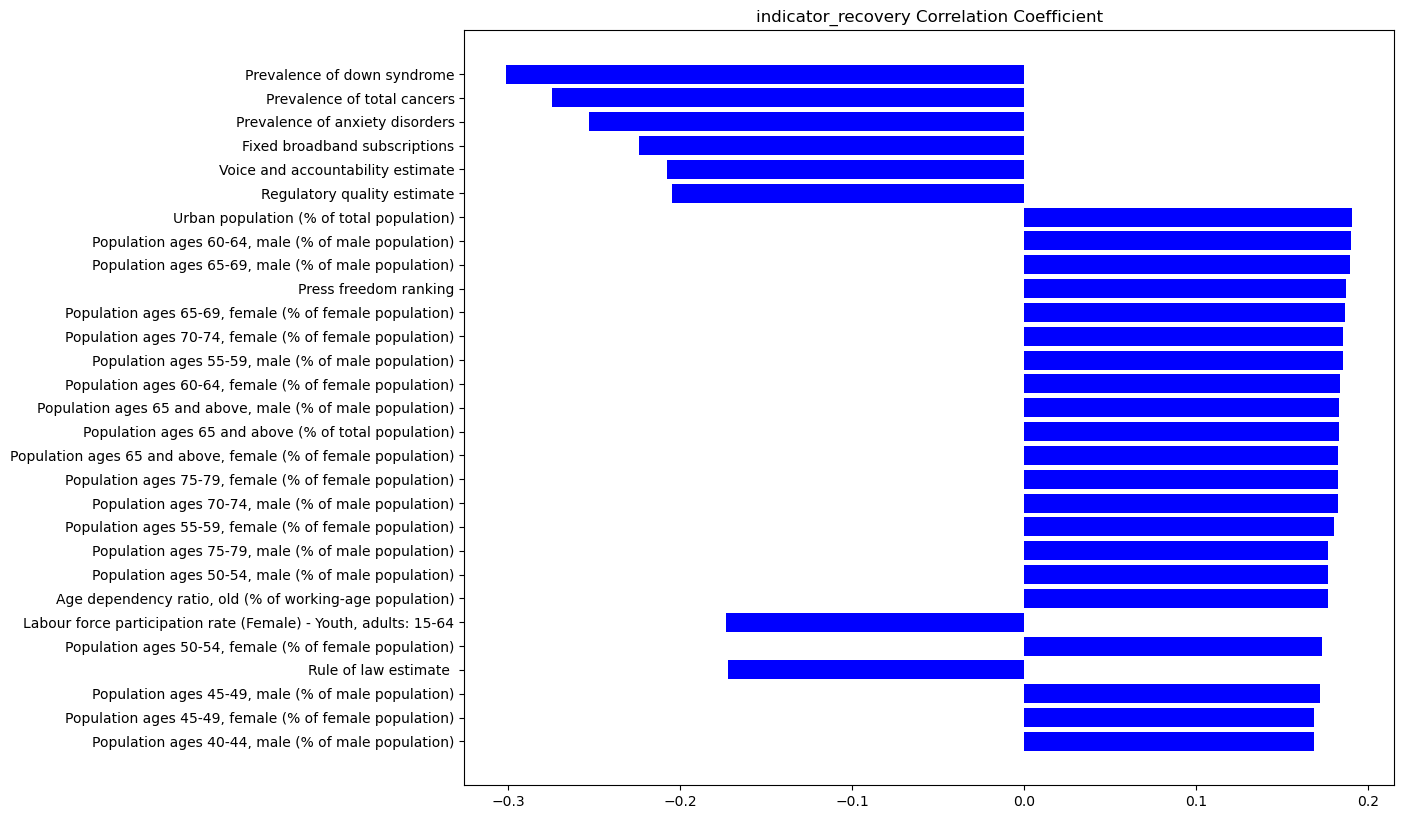 indicator_recovery Correlation Coefficient
Prevalence of down syndrome
Prevalence of total cancers
Prevalence of anxiety disorders
Fixed broadband subscriptions
Voice and accountability estimate
Regulatory quality estimate
Urban population (% of total population)
Population ages 60-64, male (% of male population)
Population ages 65-69, male (% of male population)
Press freedom ranking
Population ages 65-69, female (% of female population)
Population ages 70-74, female (% of female population)
Population ages 55-59, male (% of male population)
Population ages 60-64, female (% of female population)
Population ages 65 and above, male (% of male population)
Population ages 65 and above (% of total population)
Population ages 65 and above, female (% of female population)
Population ages 75-79, female (% of female population)
Population ages 70-74, male (% of male population)
Population ages 55-59, female (% of female population)
Population ages 75-79, male (% of male population)
Population ages 50-54, male (% of male population)
Age dependency ratio, old (% of working-age population)
Labour force participation rate (Female) - Youth, adults: 15-64
Population ages 50-54, female (% of female population)
Rule of law estimate
Population ages 45-49, male (% of male population)
Population ages 45-49, female (% of female population)
Population ages 40-44, male (% of male population)
−0.3 −0.2 −0.1 0.0 0.1 0.2